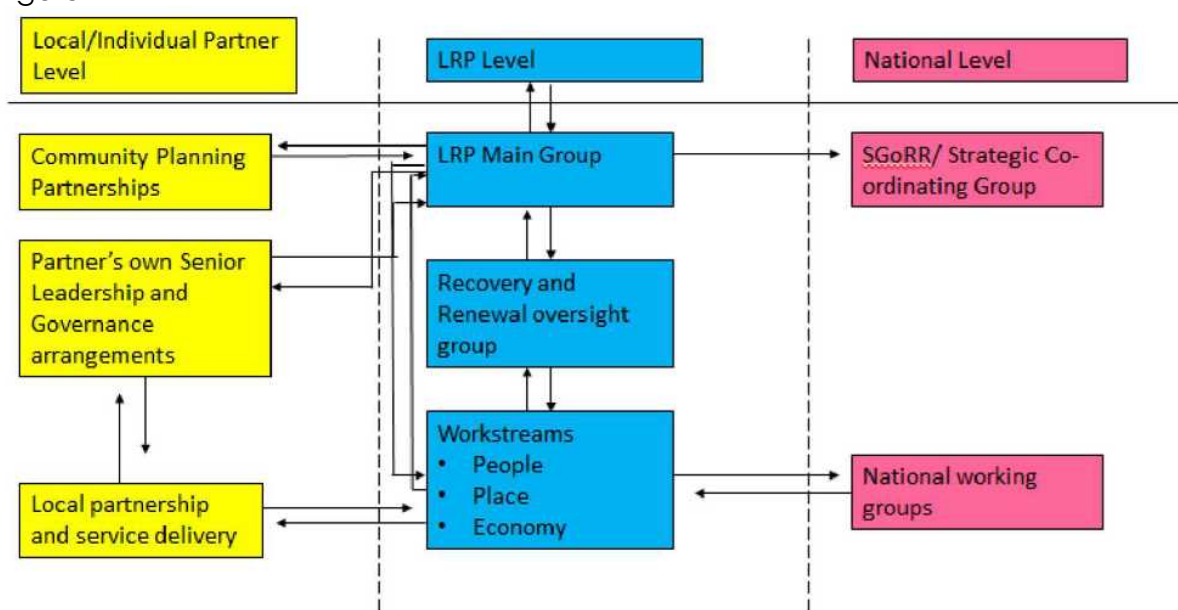 Local/Individual Partner
Level
LRP Level
National Level
Community Planning
Partnerships
LRP Main Group
SGoRR/ Strategic Co-
ordinating Group
Partner's own Senior
Leadership and
Governance
arrangements
Recovery and
Renewal oversight
group
Workstreams
• People
• Place
• Economy
Local partnership
and service delivery
National working
groups